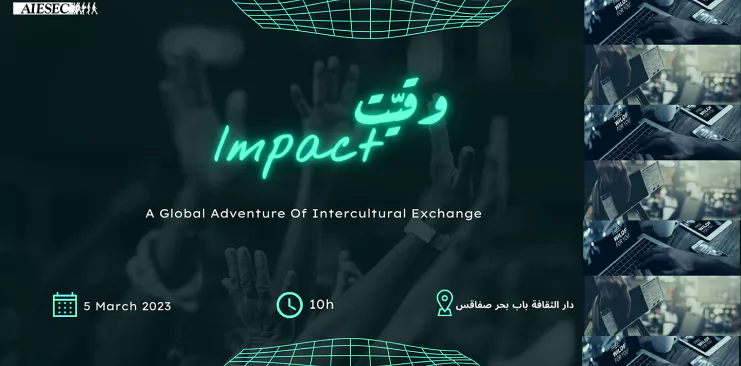 AIESEC
وقيّت
Impact
A Global Adventure Of Intercultural Exchange
5 March 2023
10h
دار الثقافة باب بحر صفاقس